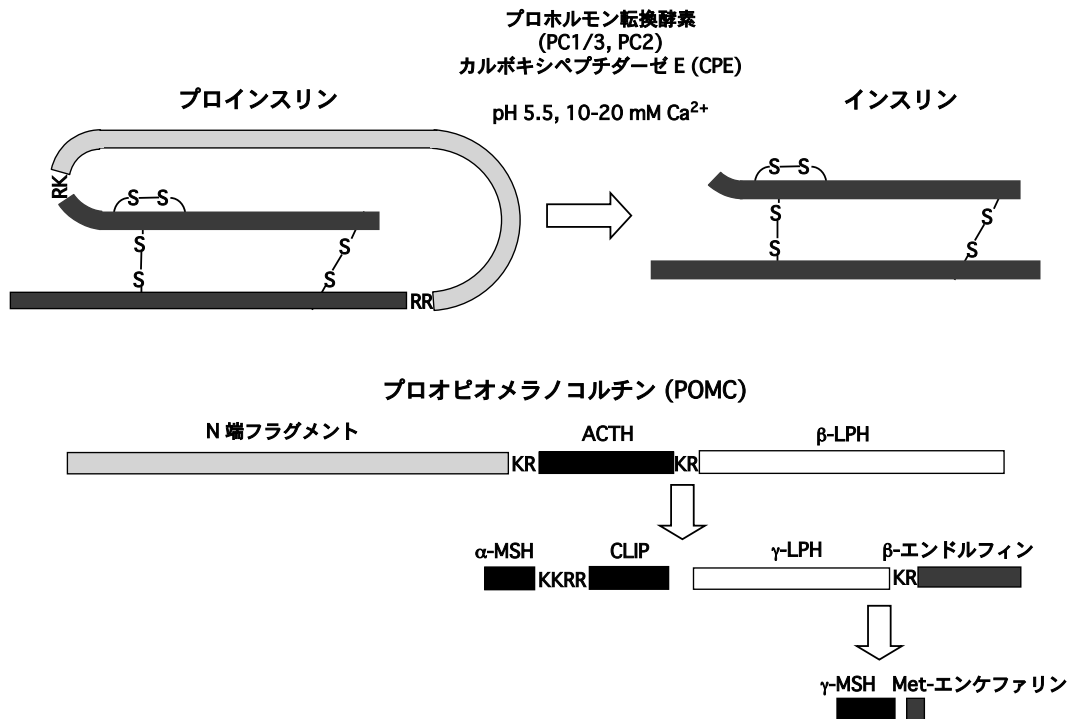 プロホルモン転換酵素
(PC1/3, PC2)
カルボキシペプチダーゼ E (CPE)
pH 5.5, 10-20 mM Ca²⁺
プロインスリン
インスリン
RK
S S
S S
S
S
RR
S S
S S
S
S
プロオピオメラノコルチン (POMC)
N 端フラグメント
ACTH
β-LPH
KR
KR
α-MSH
CLIP
γ-LPH
β-エンドルフィン
KKRR
KR
γ-MSH
Met-エンケファリン